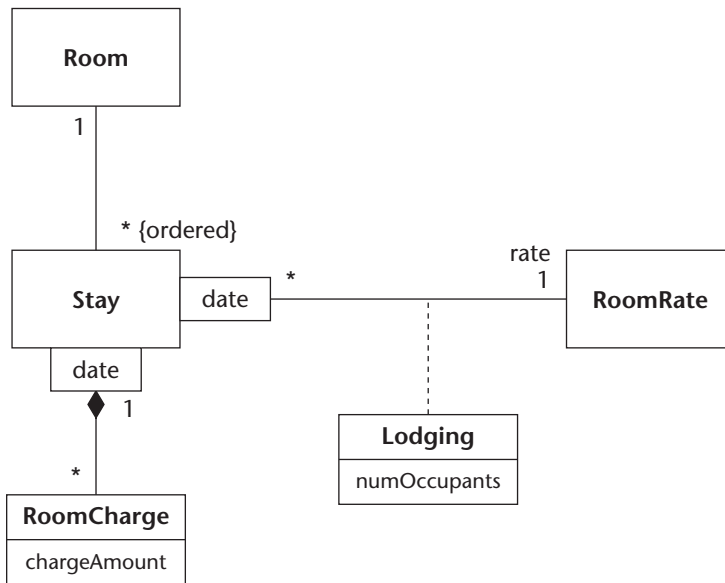 Room
1
* {ordered}
Stay
date
*
rate
1
RoomRate
date
1
*
RoomCharge
chargeAmount
Lodging
numOccupants